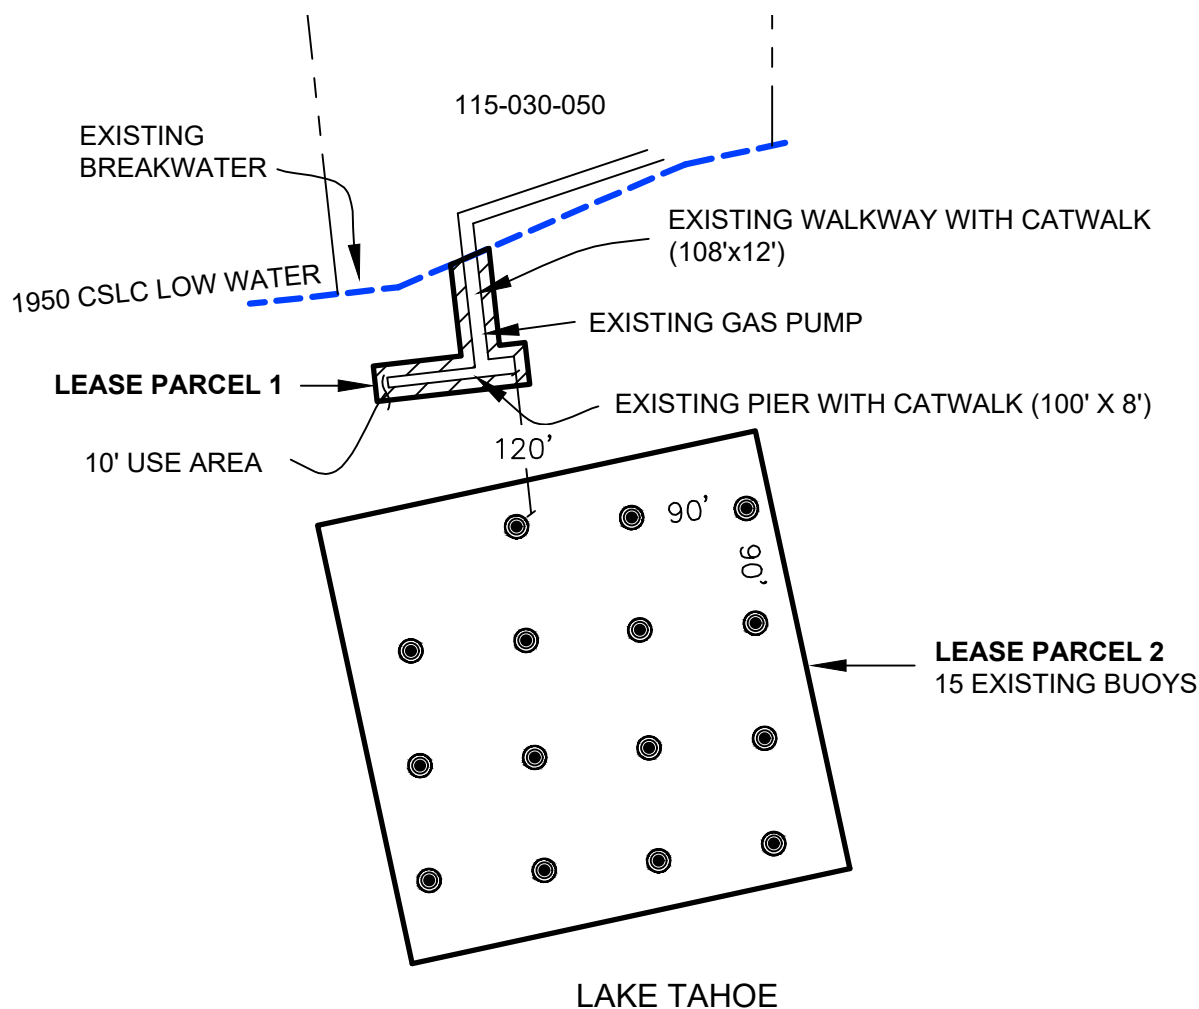 115-030-050
EXISTING
BREAKWATER
EXISTING WALKWAY WITH CATWALK
(108'x12')
1950 CSLC LOW WATER
EXISTING GAS PUMP
LEASE PARCEL 1
EXISTING PIER WITH CATWALK (100' X 8')
120'
10' USE AREA
90'
90'
LEASE PARCEL 2
15 EXISTING BUOYS
LAKE TAHOE